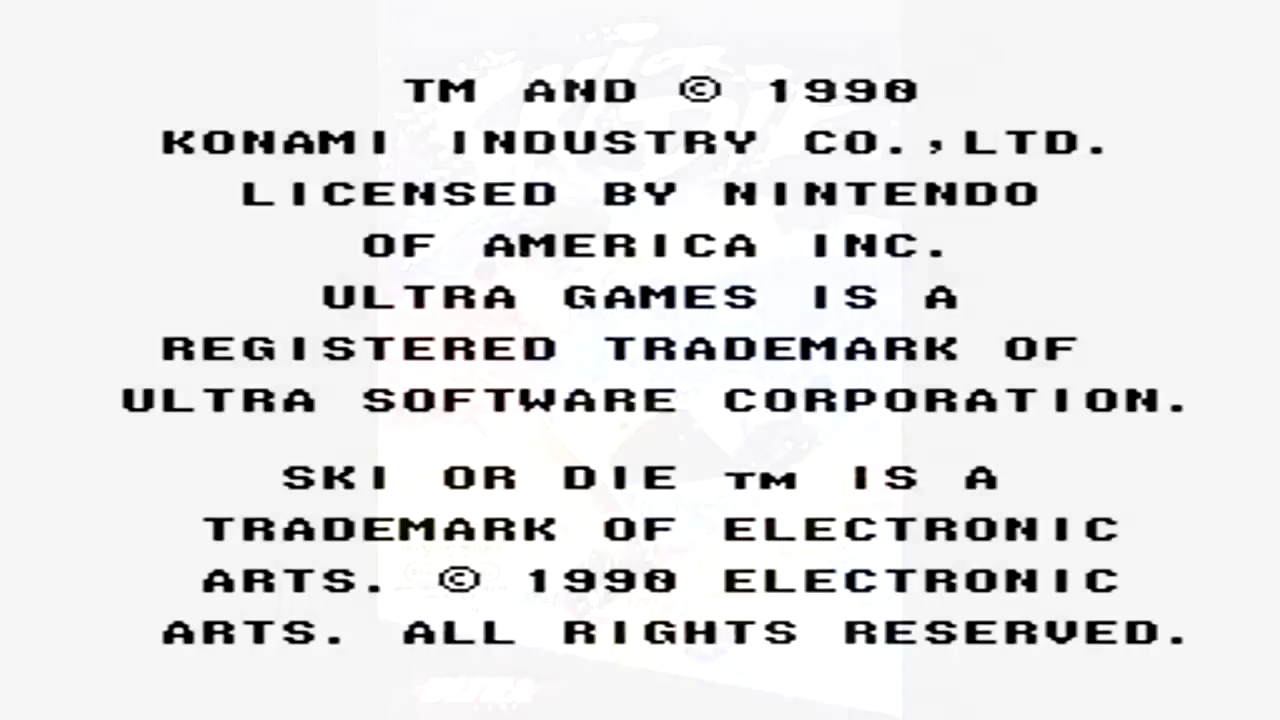 TM AND © 1990
KONAMI INDUSTRY CO.,LTD.
LICENSED BY NINTENDO
OF AMERICA INC.
ULTRA GAMES IS A
REGISTERED TRADEMARK OF
ULTRA SOFTWARE CORPORATION.
SKI OR DIE TM IS A
TRADEMARK OF ELECTRONIC
ARTS. © 1990 ELECTRONIC
ARTS. ALL RIGHTS RESERVED.